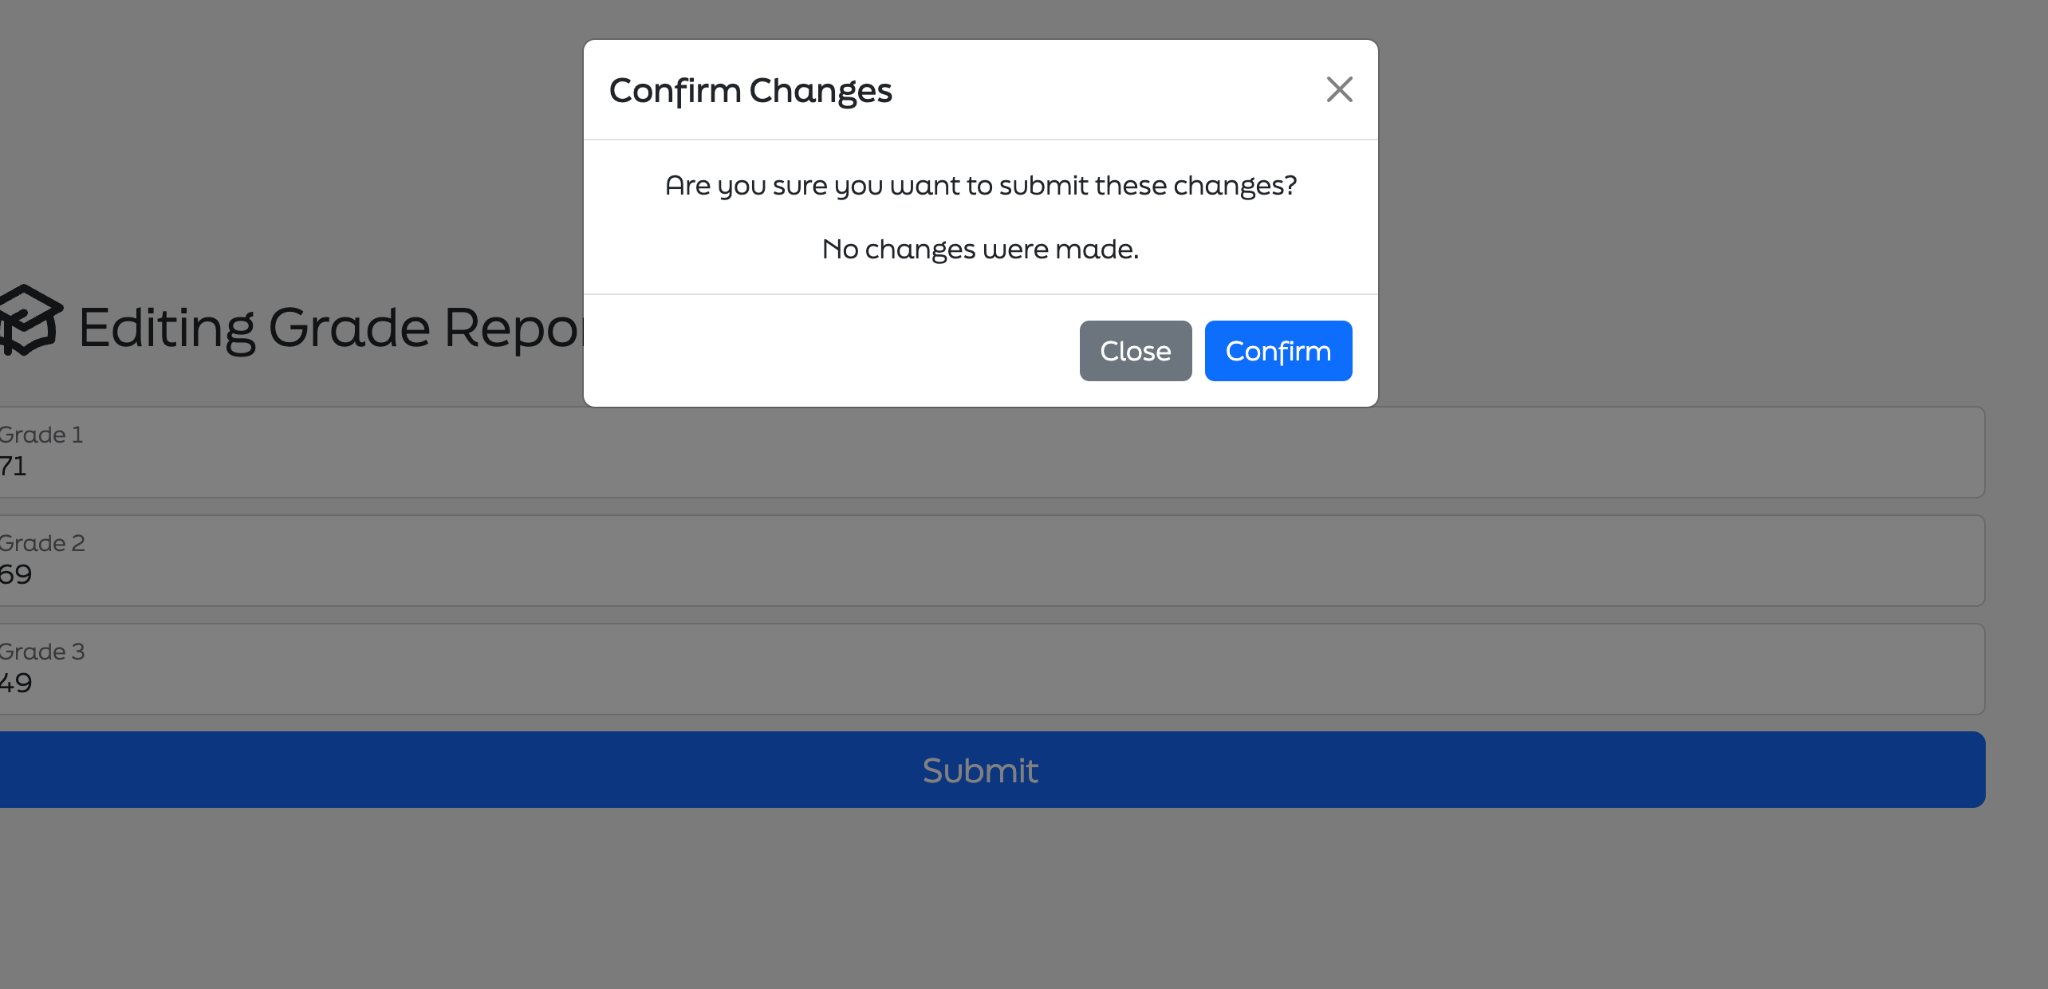 Confirm Changes
Are you sure you want to submit these changes?
No changes were made.
Close
Confirm
Editing Grade
Grade 1
71
Grade 2
69
Grade 3
49
Submit